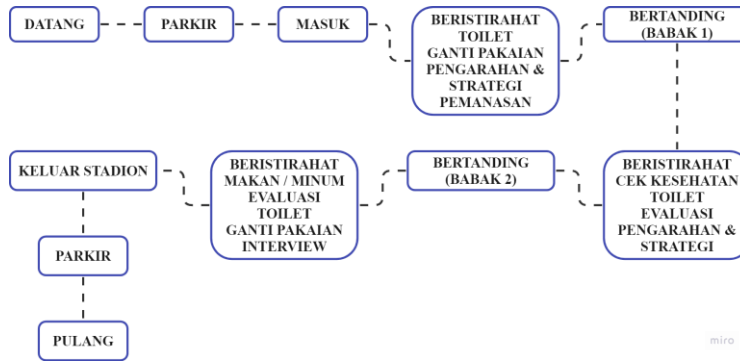 DATANG
PARKIR
MASUK
BERISTIRAHAT
TOILET
GANTI PAKAIAN
PENGARAHAN &
STRATEGI
PEMANASAN
BERTANDING
(BABAK 1)
BERISTIRAHAT
CEK KESEHATAN
TOILET
EVALUASI
PENGARAHAN &
STRATEGI
BERTANDING
(BABAK 2)
BERISTIRAHAT
MAKAN / MINUM
EVALUASI
TOILET
GANTI PAKAIAN
INTERVIEW
KELUAR STADION
PARKIR
PULANG
miro